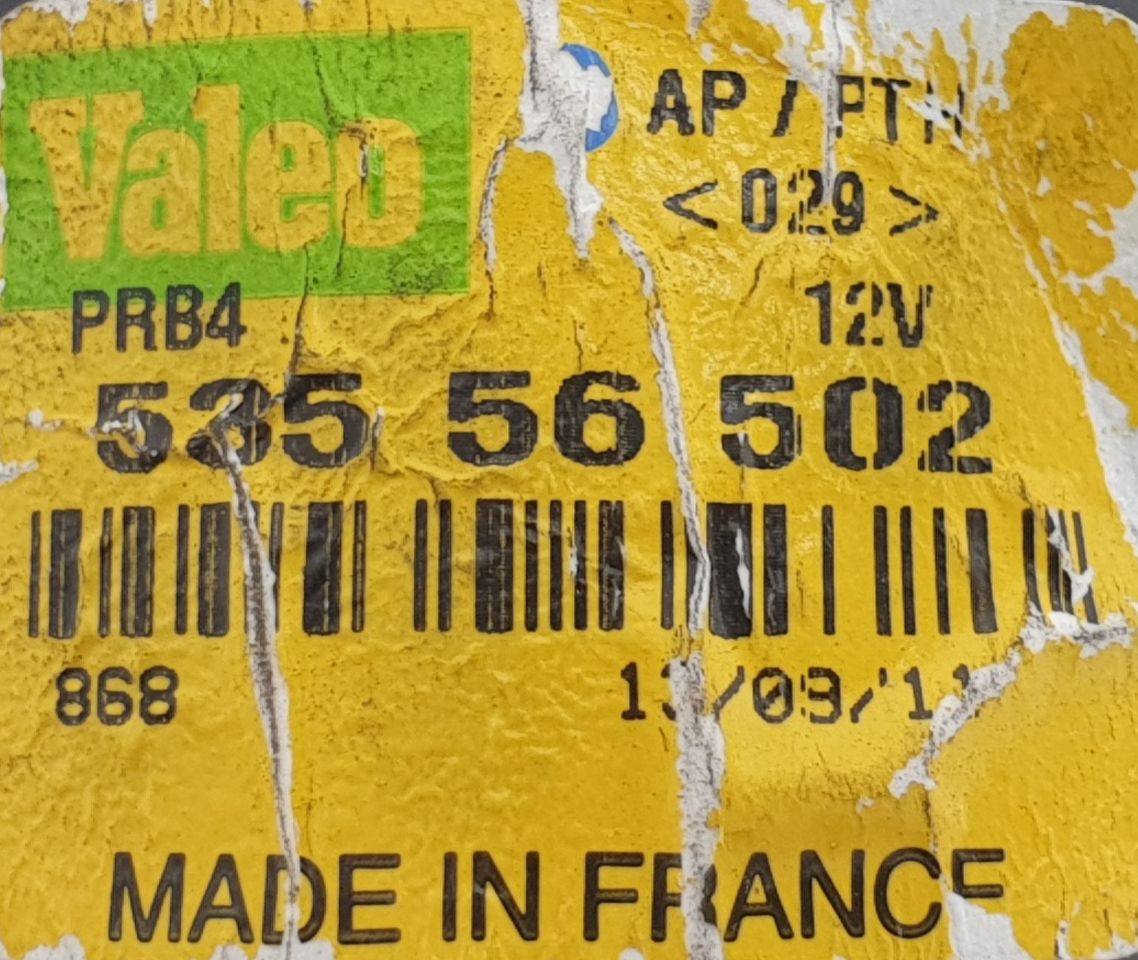 Valeo
AP / PTH
<029>
PRB4
12V
535 56 502
868
MADE IN FRANCE